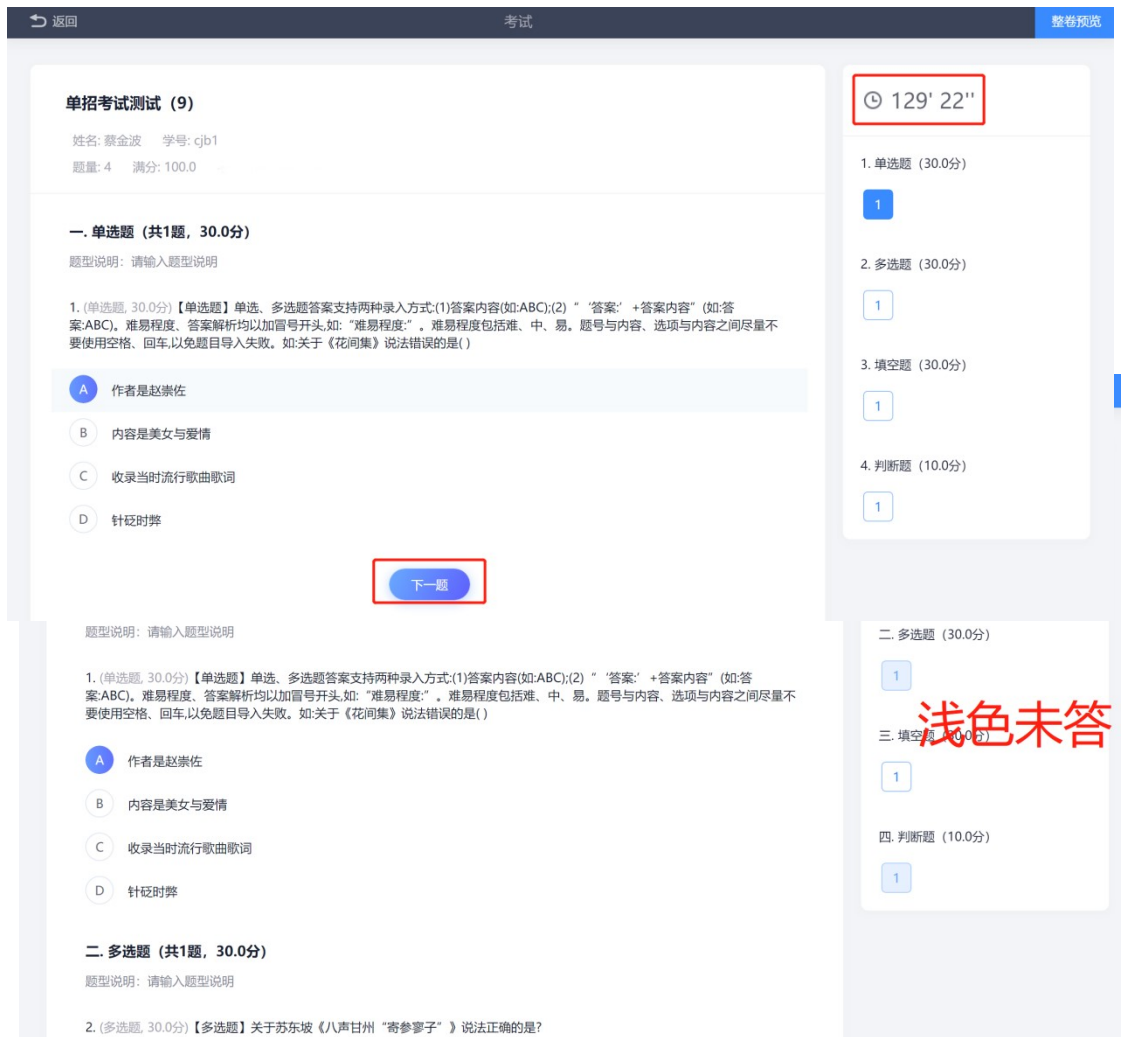 返回
考试
整卷预览
单招考试测试（9）
姓名: 蔡金波 学号: cjb1
题量: 4 满分: 100.0
一. 单选题（共1题，30.0分）
题型说明：请输入题型说明
1. (单选题, 30.0分)【单选题】单选、多选题答案支持两种录入方式:(1)答案内容(如:ABC);(2) “ ‘答案:’ +答案内容” (如:答
案:ABC)。难易程度、答案解析均以加冒号开头,如: “难易程度:” 。难易程度包括难、中、易。题号与内容、选项与内容之间尽量不
要使用空格、回车,以免题目导入失败。如:关于《花间集》说法错误的是( )
A 作者是赵崇佐
B 内容是美女与爱情
C 收录当时流行歌曲歌词
D 针砭时弊
下一题
129' 22''
1. 单选题（30.0分）
1
2. 多选题（30.0分）
1
3. 填空题（30.0分）
1
4. 判断题（10.0分）
1
题型说明：请输入题型说明
1. (单选题, 30.0分)【单选题】单选、多选题答案支持两种录入方式:(1)答案内容(如:ABC);(2) “ ‘答案:’ +答案内容” (如:答
案:ABC)。难易程度、答案解析均以加冒号开头,如: “难易程度:” 。难易程度包括难、中、易。题号与内容、选项与内容之间尽量不
要使用空格、回车,以免题目导入失败。如:关于《花间集》说法错误的是( )
A 作者是赵崇佐
B 内容是美女与爱情
C 收录当时流行歌曲歌词
D 针砭时弊
二. 多选题（共1题，30.0分）
题型说明：请输入题型说明
2. (多选题, 30.0分)【多选题】关于苏东坡《八声甘州“寄参寥子”》说法正确的是?
二. 多选题（30.0分）
1
浅色未答
三. 填空题（30.0分）
1
四. 判断题（10.0分）
1